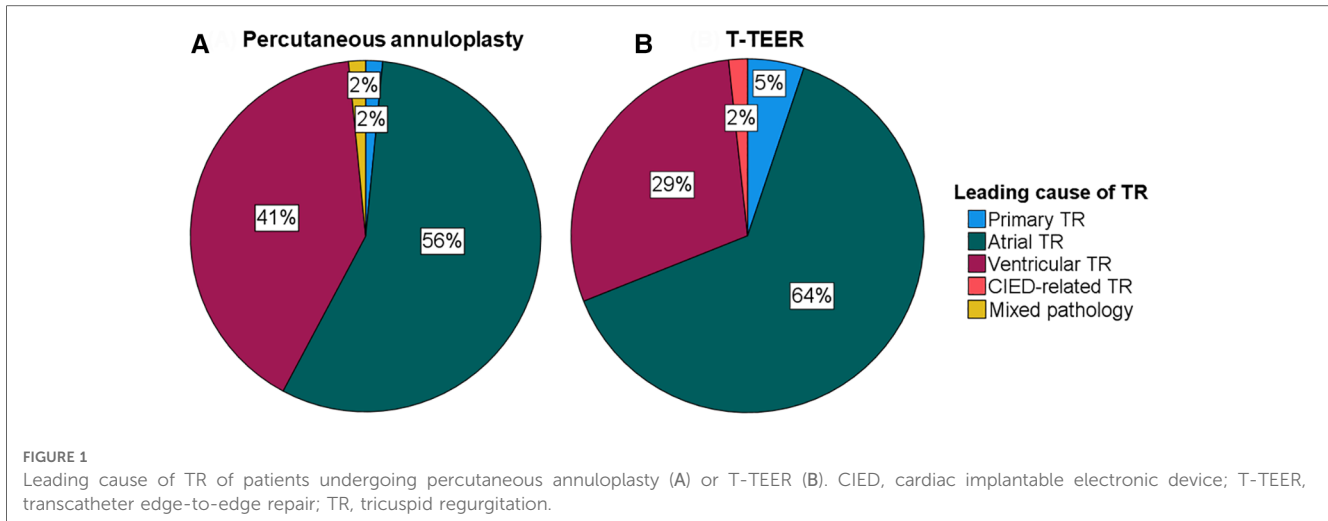 A Percutaneous annuloplasty
2%
2%
41%
56%
B T-TEER
5%
2%
29%
64%
Leading cause of TR
Primary TR
Atrial TR
Ventricular TR
CIED-related TR
Mixed pathology
FIGURE 1
Leading cause of TR of patients undergoing percutaneous annuloplasty (A) or T-TEER (B). CIED, cardiac implantable electronic device; T-TEER,
transcatheter edge-to-edge repair; TR, tricuspid regurgitation.